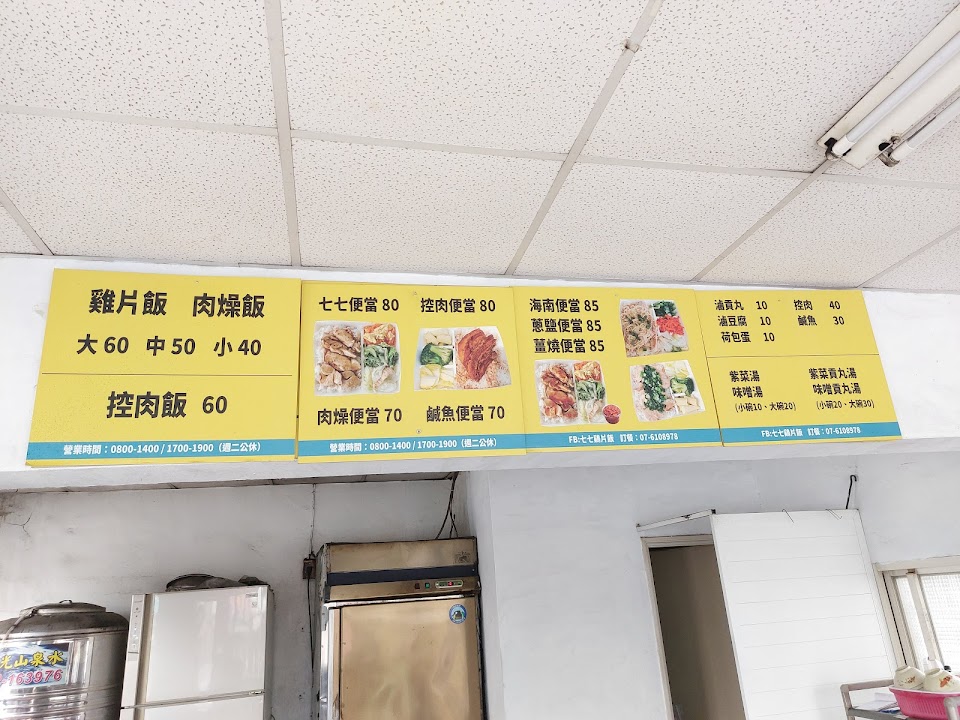 雞片飯 肉燥飯
大60 中50 小40
控肉飯 60
營業時間：0800-1400 / 1700-1900（週二公休）
七七便當 80 控肉便當 80
肉燥便當 70 鹹魚便當 70
營業時間：0800-1400 / 1700-1900（週二公休）
海南便當 85
蔥鹽便當 85
薑燒便當 85
FB:七七雞片飯 訂餐：07-6108978
滷貢丸 10 控肉 40
滷豆腐 10 鹹魚 30
荷包蛋 10
紫菜湯
味噌湯
(小碗10、大碗20)
紫菜貢丸湯
味噌貢丸湯
(小碗20、大碗30)
FB:七七雞片飯 訂餐：07-6108978
光山泉水
163976